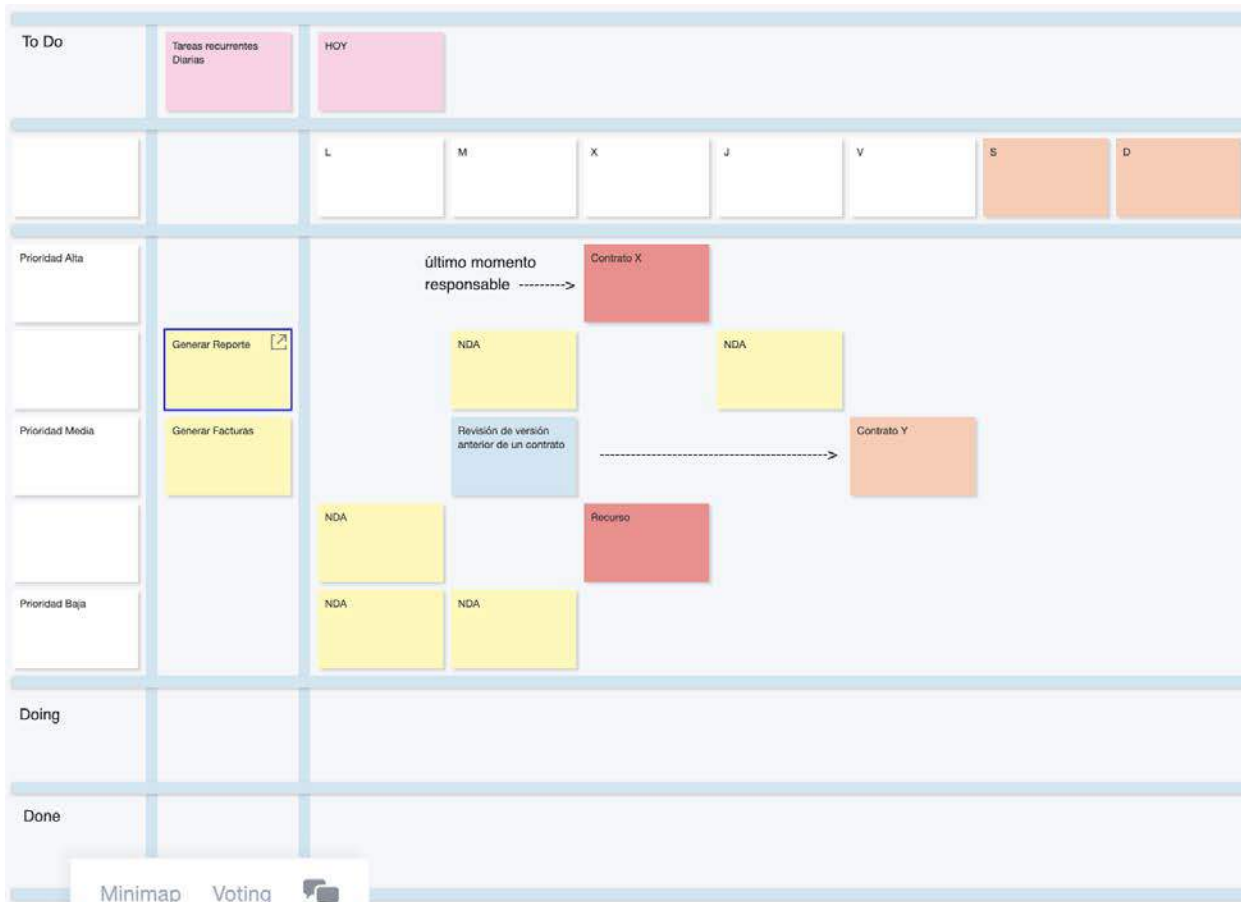 To Do
Tareas recurrentes
Diarias
HOY
L
M
X
J
V
S
D
Prioridad Alta
último momento
responsable --------->
Contrato X
Generar Reporte
NDA
NDA
Prioridad Media
Generar Facturas
Revisión de versión
anterior de un contrato
Contrato Y
NDA
Recurso
Prioridad Baja
NDA
NDA
Doing
Done
Minimap
Voting